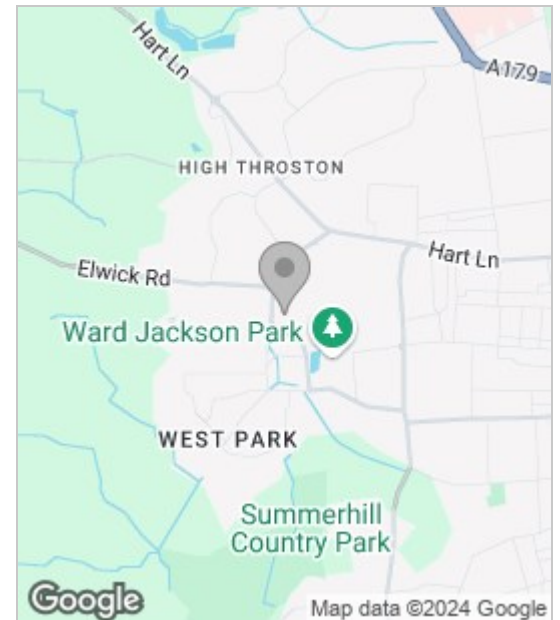 Hart Ln
A179
HIGH THROSTON
Hart Ln
Elwick Rd
Ward Jackson Park
WEST PARK
Summerhill
Country Park
Google
Map data ©2024 Google